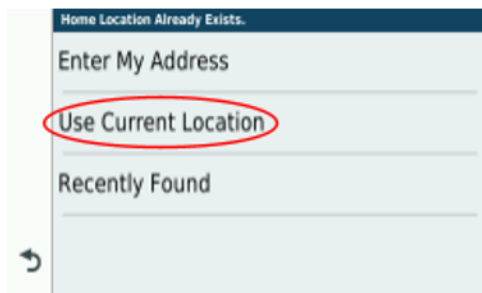 Home Location Already Exists.
Enter My Address
Use Current Location
Recently Found